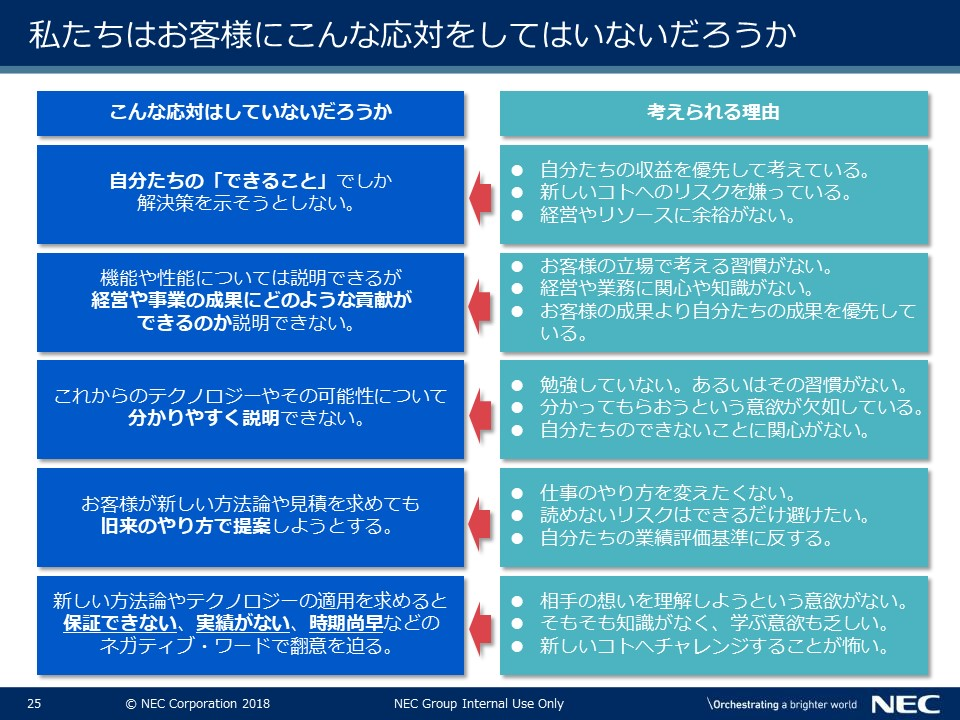 私たちはお客様にこんな応対をしてはいないだろうか
こんな応対はしていないだろうか
考えられる理由
自分たちの「できること」でしか
解決策を示そうとしない。
● 自分たちの収益を優先して考えている。
● 新しいコトへのリスクを嫌っている。
● 経営やリソースに余裕がない。
機能や性能については説明できるが
経営や事業の成果にどのような貢献が
できるのか説明できない。
● お客様の立場で考える習慣がない。
● 経営や業務に関心や知識がない。
● お客様の成果より自分たちの成果を優先して
いる。
これからのテクノロジーやその可能性について
分かりやすく説明できない。
● 勉強していない。あるいはその習慣がない。
● 分かってもらおうという意欲が欠如している。
● 自分たちのできないことに関心がない。
お客様が新しい方法論や見積を求めても
旧来のやり方で提案しようとする。
● 仕事のやり方を変えたくない。
● 読めないリスクはできるだけ避けたい。
● 自分たちの業績評価基準に反する。
新しい方法論やテクノロジーの適用を求めると
保証できない、実績がない、時期尚早などの
ネガティブ・ワードで翻意を迫る。
● 相手の想いを理解しようという意欲がない。
● そもそも知識がなく、学ぶ意欲も乏しい。
● 新しいコトへチャレンジすることが怖い。
25
© NEC Corporation 2018
NEC Group Internal Use Only
\Orchestrating a brighter world
NEC